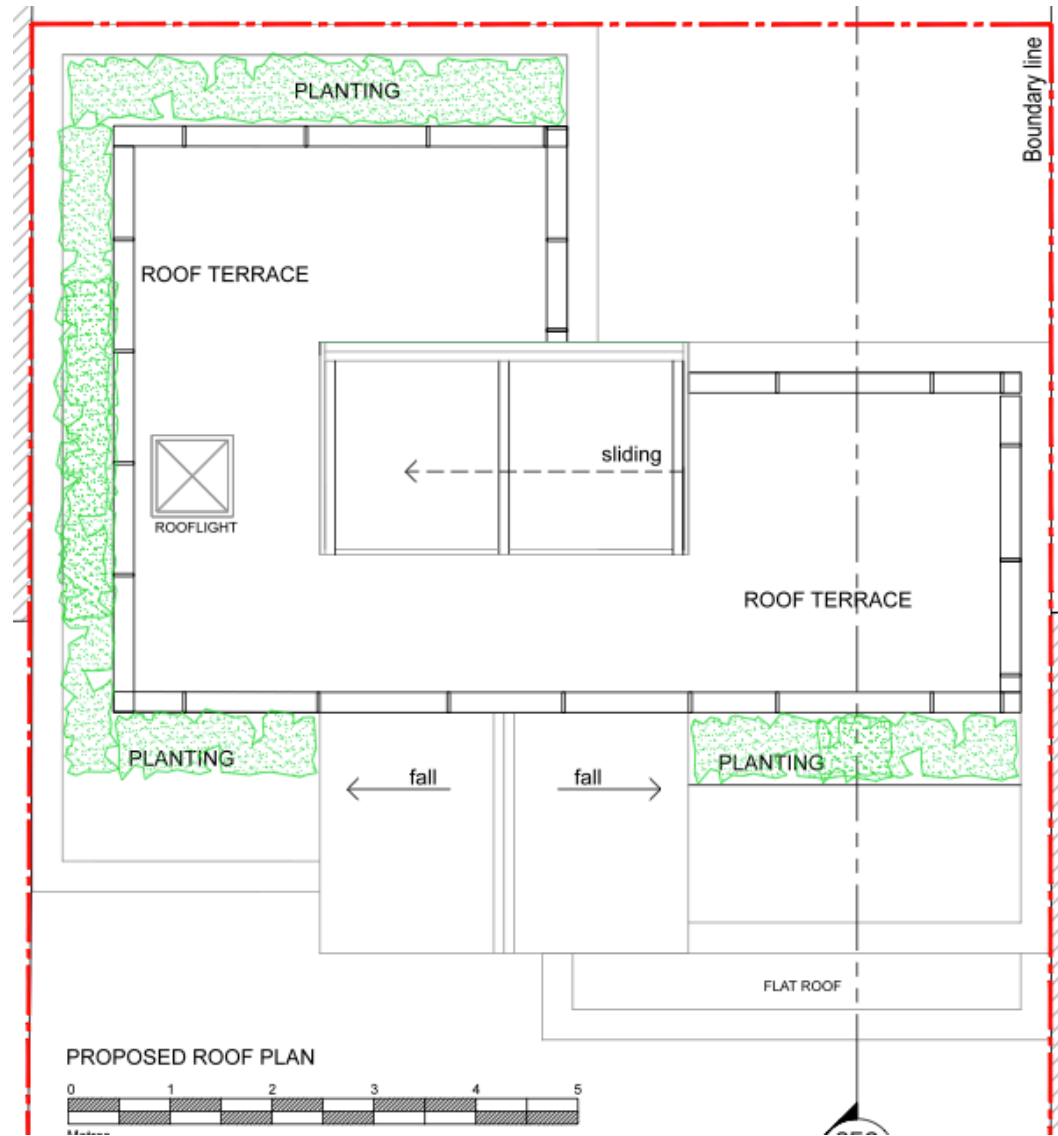 Boundary line
PLANTING
ROOF TERRACE
sliding
ROOFLIGHT
ROOF TERRACE
PLANTING
fall
fall
PLANTING
FLAT ROOF
PROPOSED ROOF PLAN
0 1 2 3 4 5
Metres